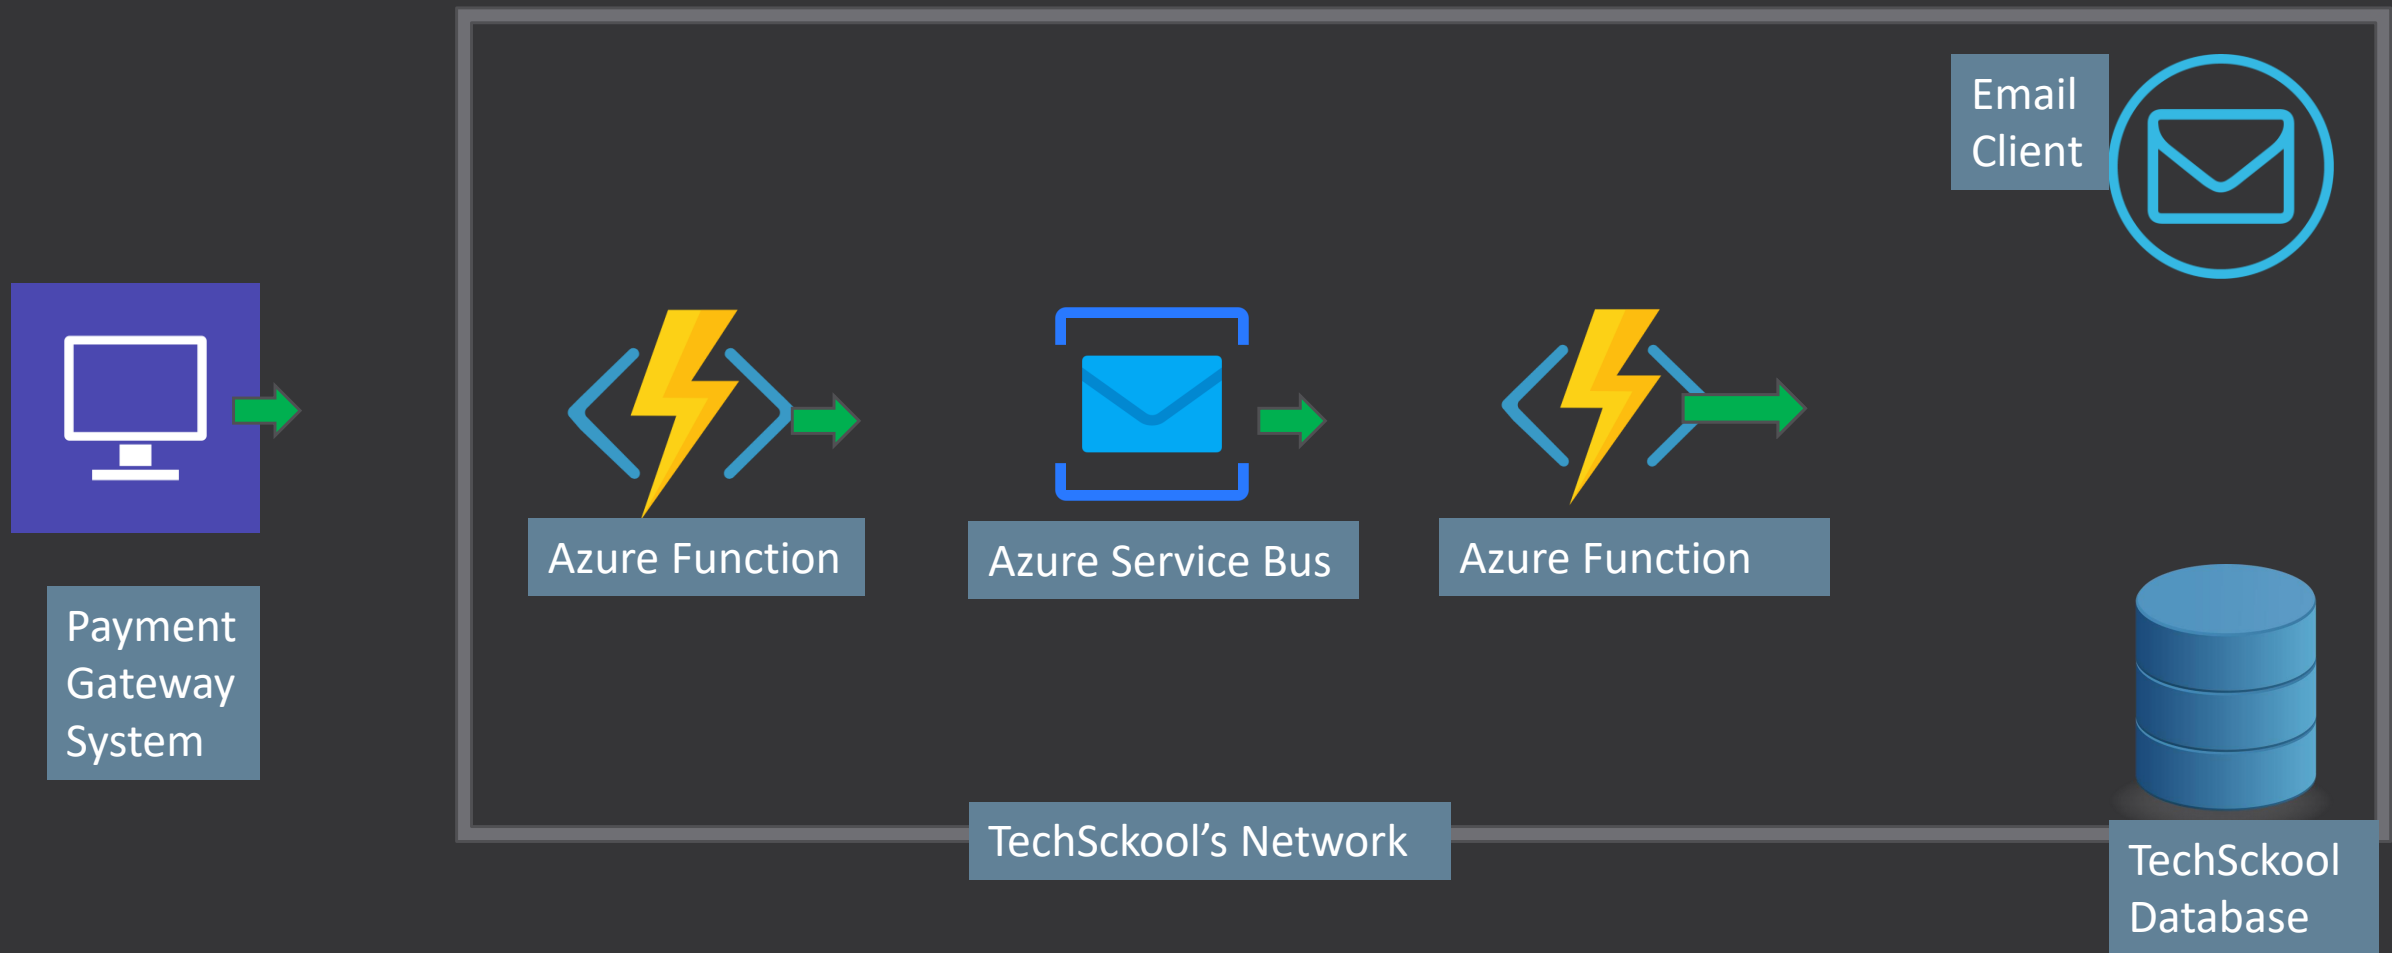 Email
Client
Azure Function
Azure Service Bus
Azure Function
Payment
Gateway
System
TechSckool’s Network
TechSckool
Database